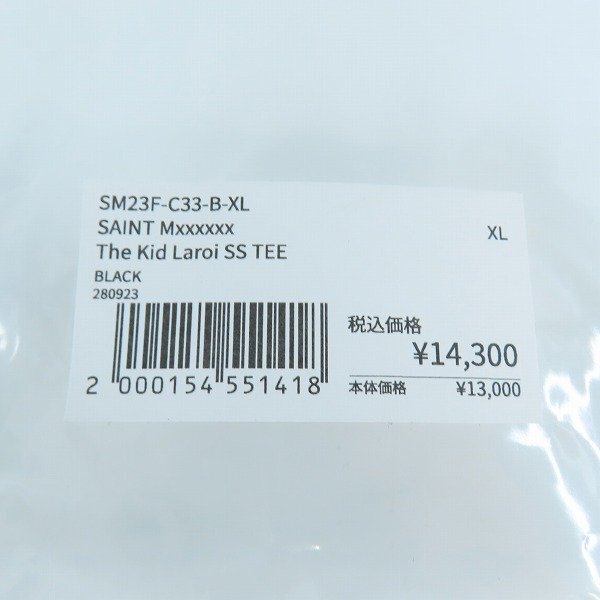 SM23F-C33-B-XL
SAINT Mxxxxxx
XL
The Kid Laroi SS TEE
BLACK
280923
税込価格
¥14,300
2 000154 551418
本体価格 ¥13,000